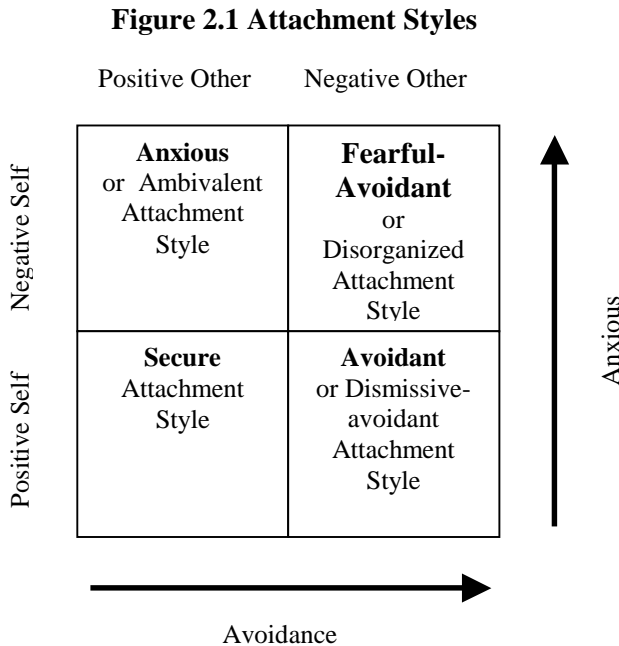 Figure 2.1 Attachment Styles
Positive Other
Negative Other
Negative Self
Anxious
or Ambivalent
Attachment
Style
Fearful-
Avoidant
or
Disorganized
Attachment
Style
Positive Self
Secure
Attachment
Style
Avoidant
or Dismissive-
avoidant
Attachment
Style
Anxious
Avoidance